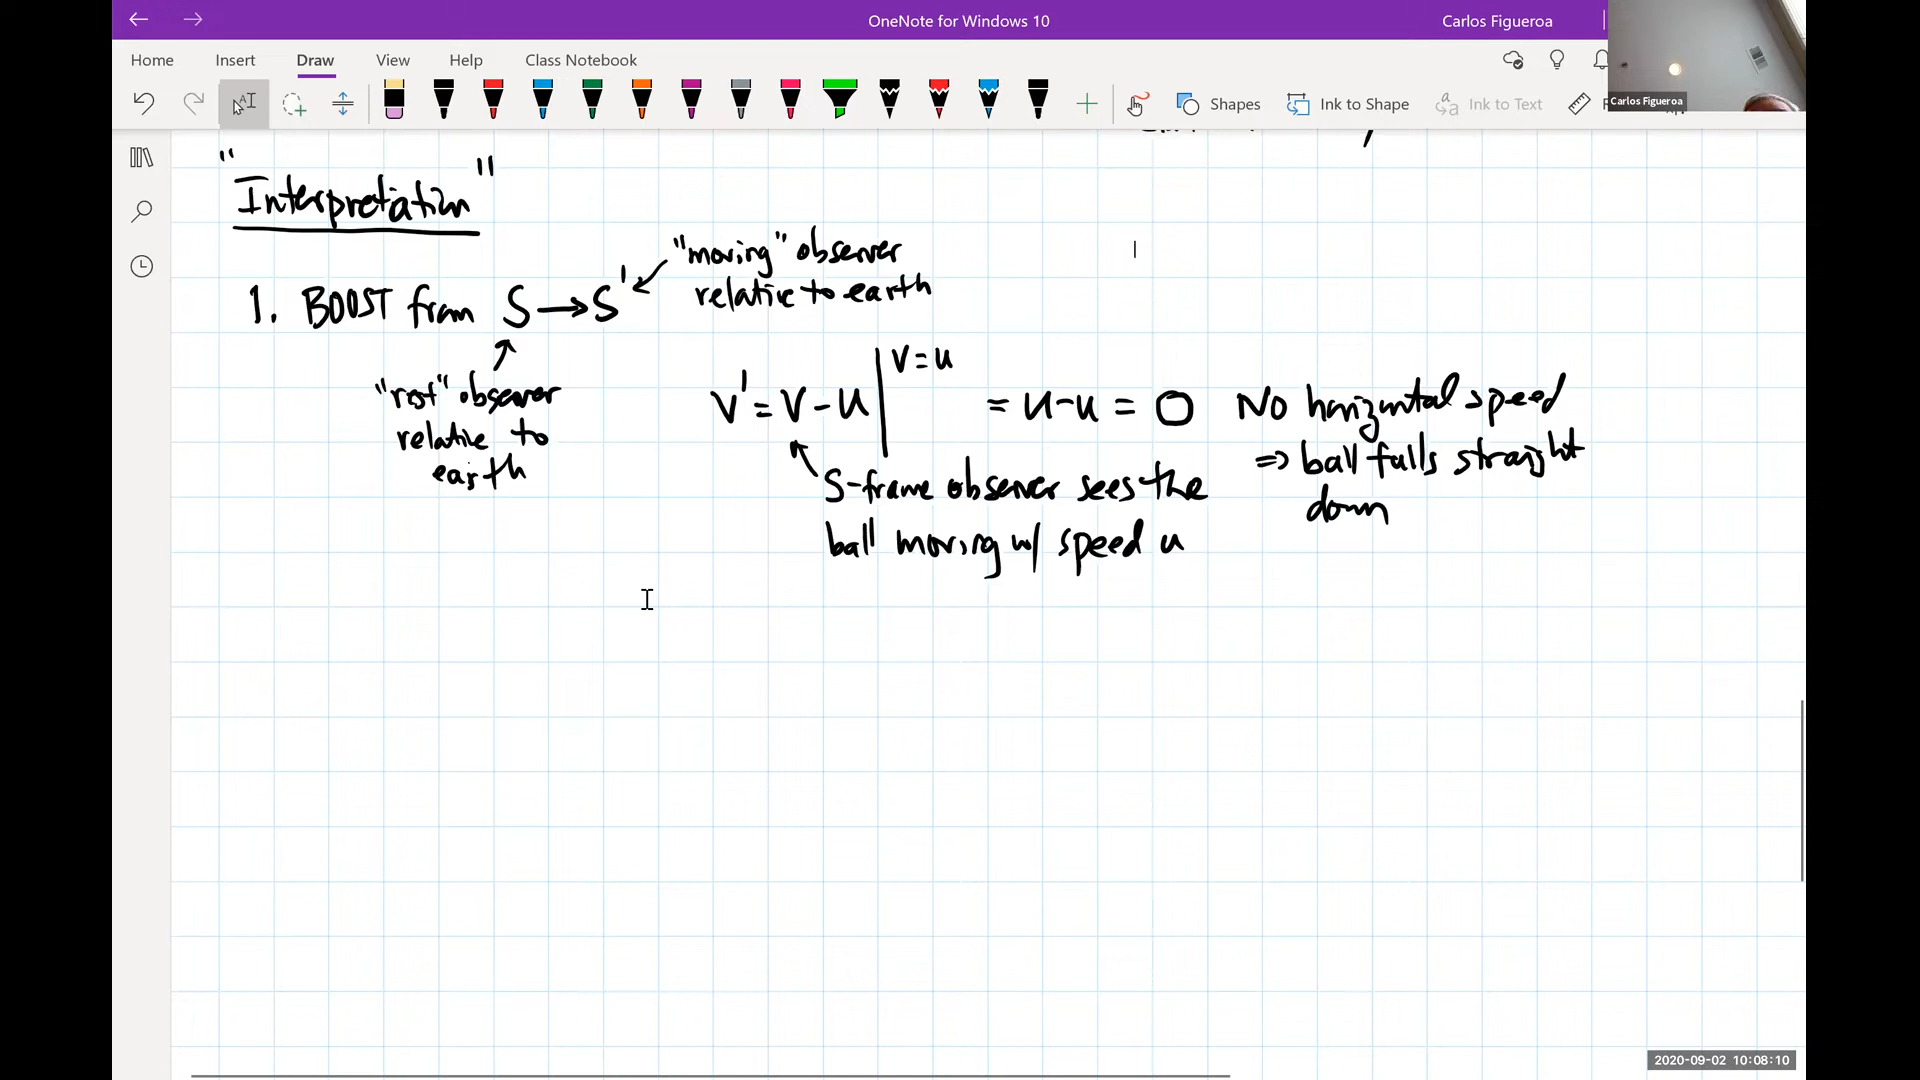 OneNote for Windows 10
Carlos Figueroa
Home Insert Draw View Help Class Notebook
Shapes Ink to Shape Ink to Text
Carlos Figueroa
"Interpretiation"
"moving" observer
relative to earth
1. BOOST from S → S'
"rest" observer
relative to
earth
v' = v - u | v = u = u - u = 0 No horizontal speed
⇒ ball falls straight
down
S-frame observer sees the
ball moving w/ speed u
2020-09-02 10:08:10